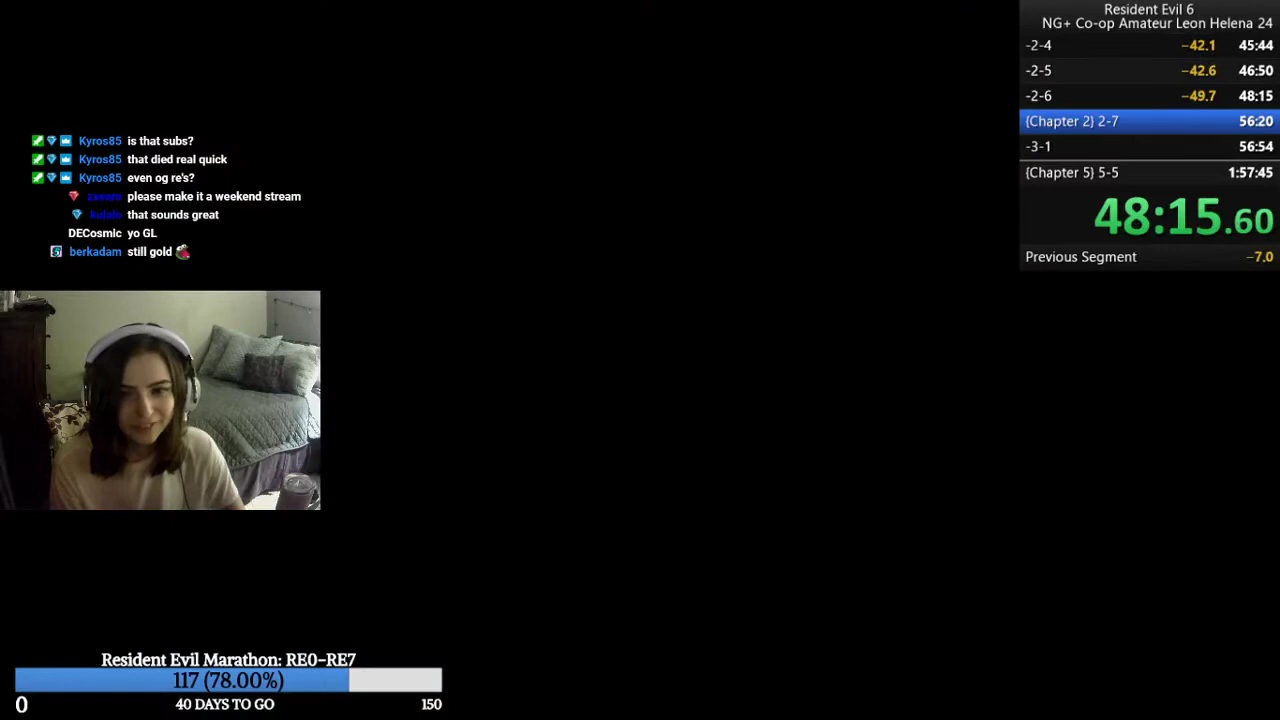 Resident Evil 6
NG+ Co-op Amateur Leon Helena 24
-2-4 −42.1 45:44
-2-5 −42.6 46:50
-2-6 −49.7 48:15
{Chapter 2} 2-7 56:20
-3-1 56:54
{Chapter 5} 5-5 1:57:45
48:15.60
Previous Segment −7.0
Kyros85 is that subs?
Kyros85 that died real quick
Kyros85 even og re's?
please make it a weekend stream
that sounds great
DECosmic yo GL
berkadam still gold
Resident Evil Marathon: RE0-RE7
117 (78.00%)
0 40 DAYS TO GO 150